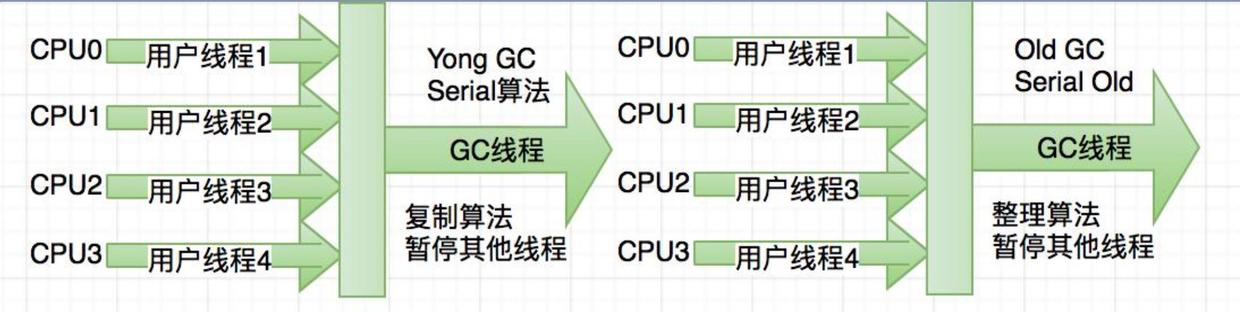 CPU0
用户线程1
CPU1
用户线程2
CPU2
用户线程3
CPU3
用户线程4
Yong GC
Serial算法
GC线程
复制算法
暂停其他线程
CPU0
用户线程1
CPU1
用户线程2
CPU2
用户线程3
CPU3
用户线程4
Old GC
Serial Old
GC线程
整理算法
暂停其他线程